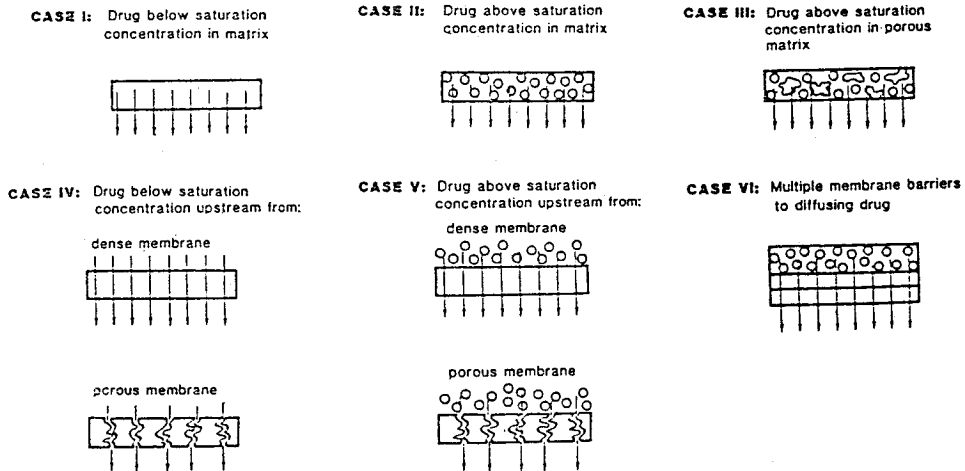 CASE I: Drug below saturation
concentration in matrix
CASE II: Drug above saturation
concentration in matrix
CASE III: Drug above saturation
concentration in porous
matrix
CASE IV: Drug below saturation
concentration upstream from:
dense membrane
porous membrane
CASE V: Drug above saturation
concentration upstream from:
dense membrane
porous membrane
CASE VI: Multiple membrane barriers
to diffusing drug